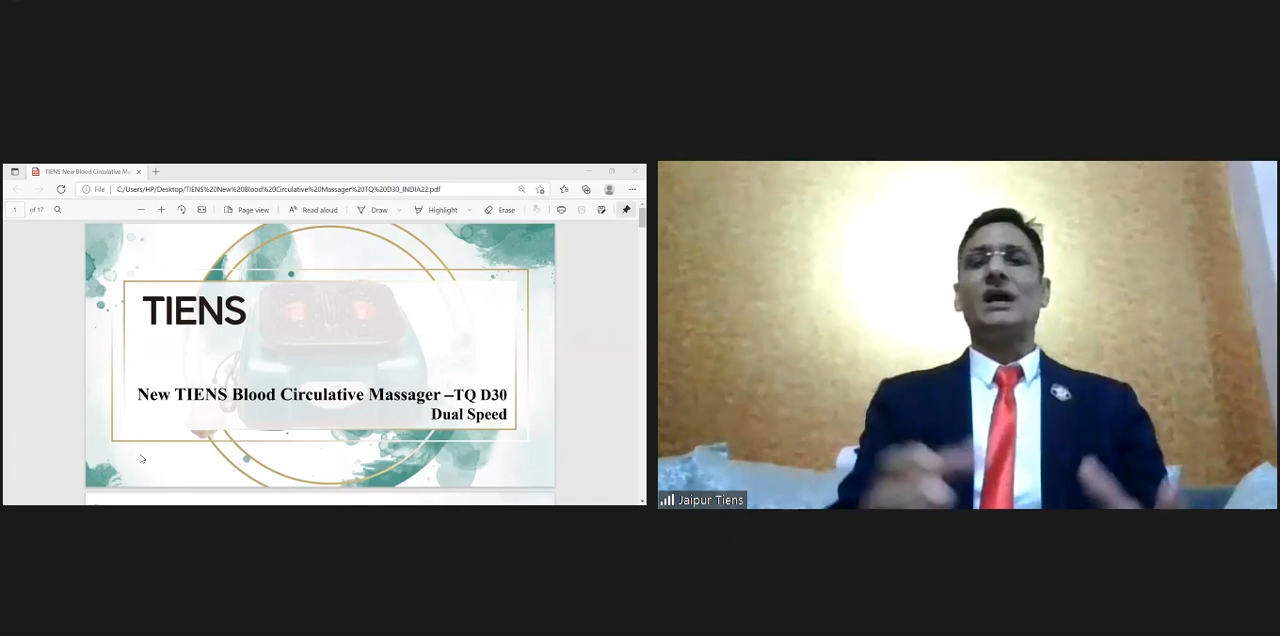 TIENS New Blood Circulative M
File
C:/Users/HP/Desktop/TIENS%20New%20Blood%20Circulative%20Massager%20TQ%20D30_INDIA22.pdf
1 of 17
Page view
Read aloud
Draw
Highlight
Erase
TIENS
New TIENS Blood Circulative Massager –TQ D30
Dual Speed
Jaipur Tiens